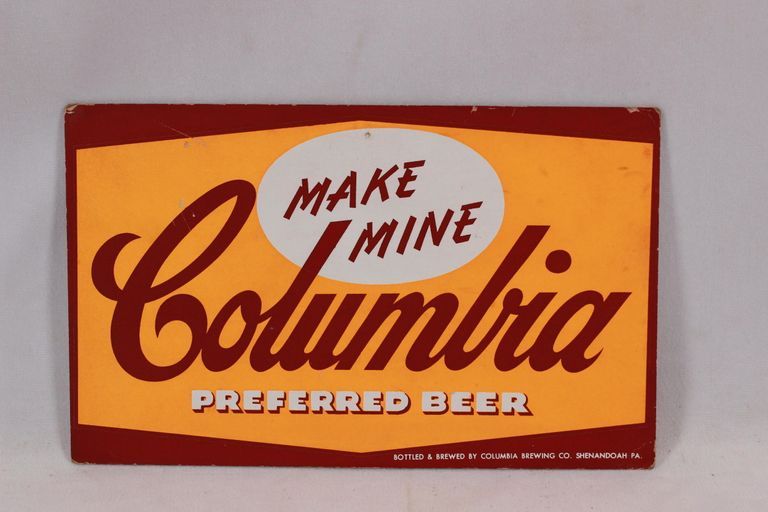 MAKE
MINE
Columbia
PREFERRED BEER
BOTTLED & BREWED BY COLUMBIA BREWING CO. SHENANDOAH PA.